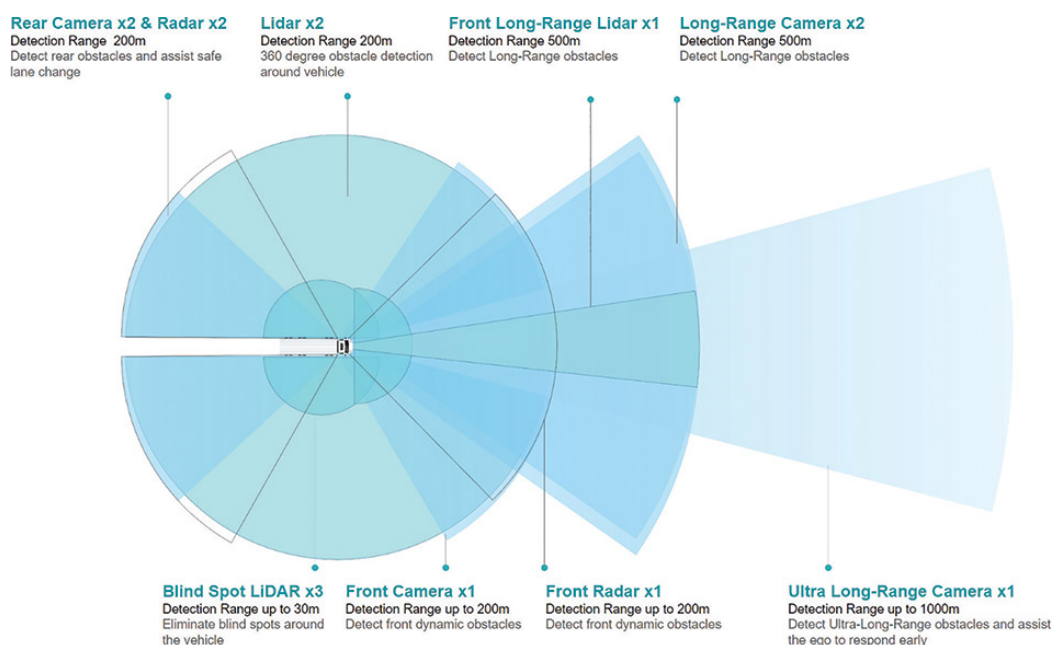 Rear Camera x2 & Radar x2
Detection Range 200m
Detect rear obstacles and assist safe
lane change
Lidar x2
Detection Range 200m
360 degree obstacle detection
around vehicle
Front Long-Range Lidar x1
Detection Range 500m
Detect Long-Range obstacles
Long-Range Camera x2
Detection Range 500m
Detect Long-Range obstacles
Blind Spot LiDAR x3
Detection Range up to 30m
Eliminate blind spots around
the vehicle
Front Camera x1
Detection Range up to 200m
Detect front dynamic obstacles
Front Radar x1
Detection Range up to 200m
Detect front dynamic obstacles
Ultra Long-Range Camera x1
Detection Range up to 1000m
Detect Ultra-Long-Range obstacles and assist
the ego to respond early